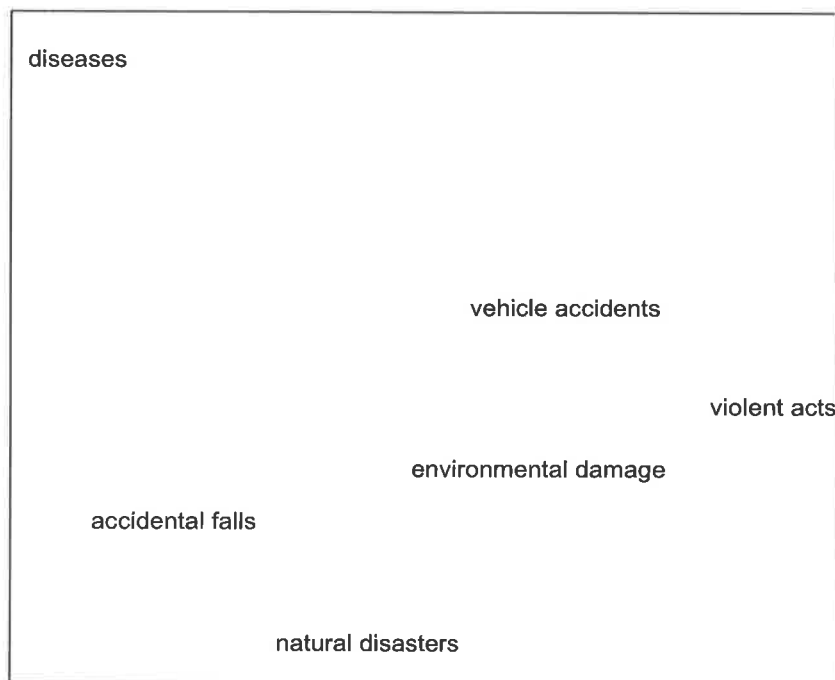 diseases
vehicle accidents
violent acts
environmental damage
accidental falls
natural disasters